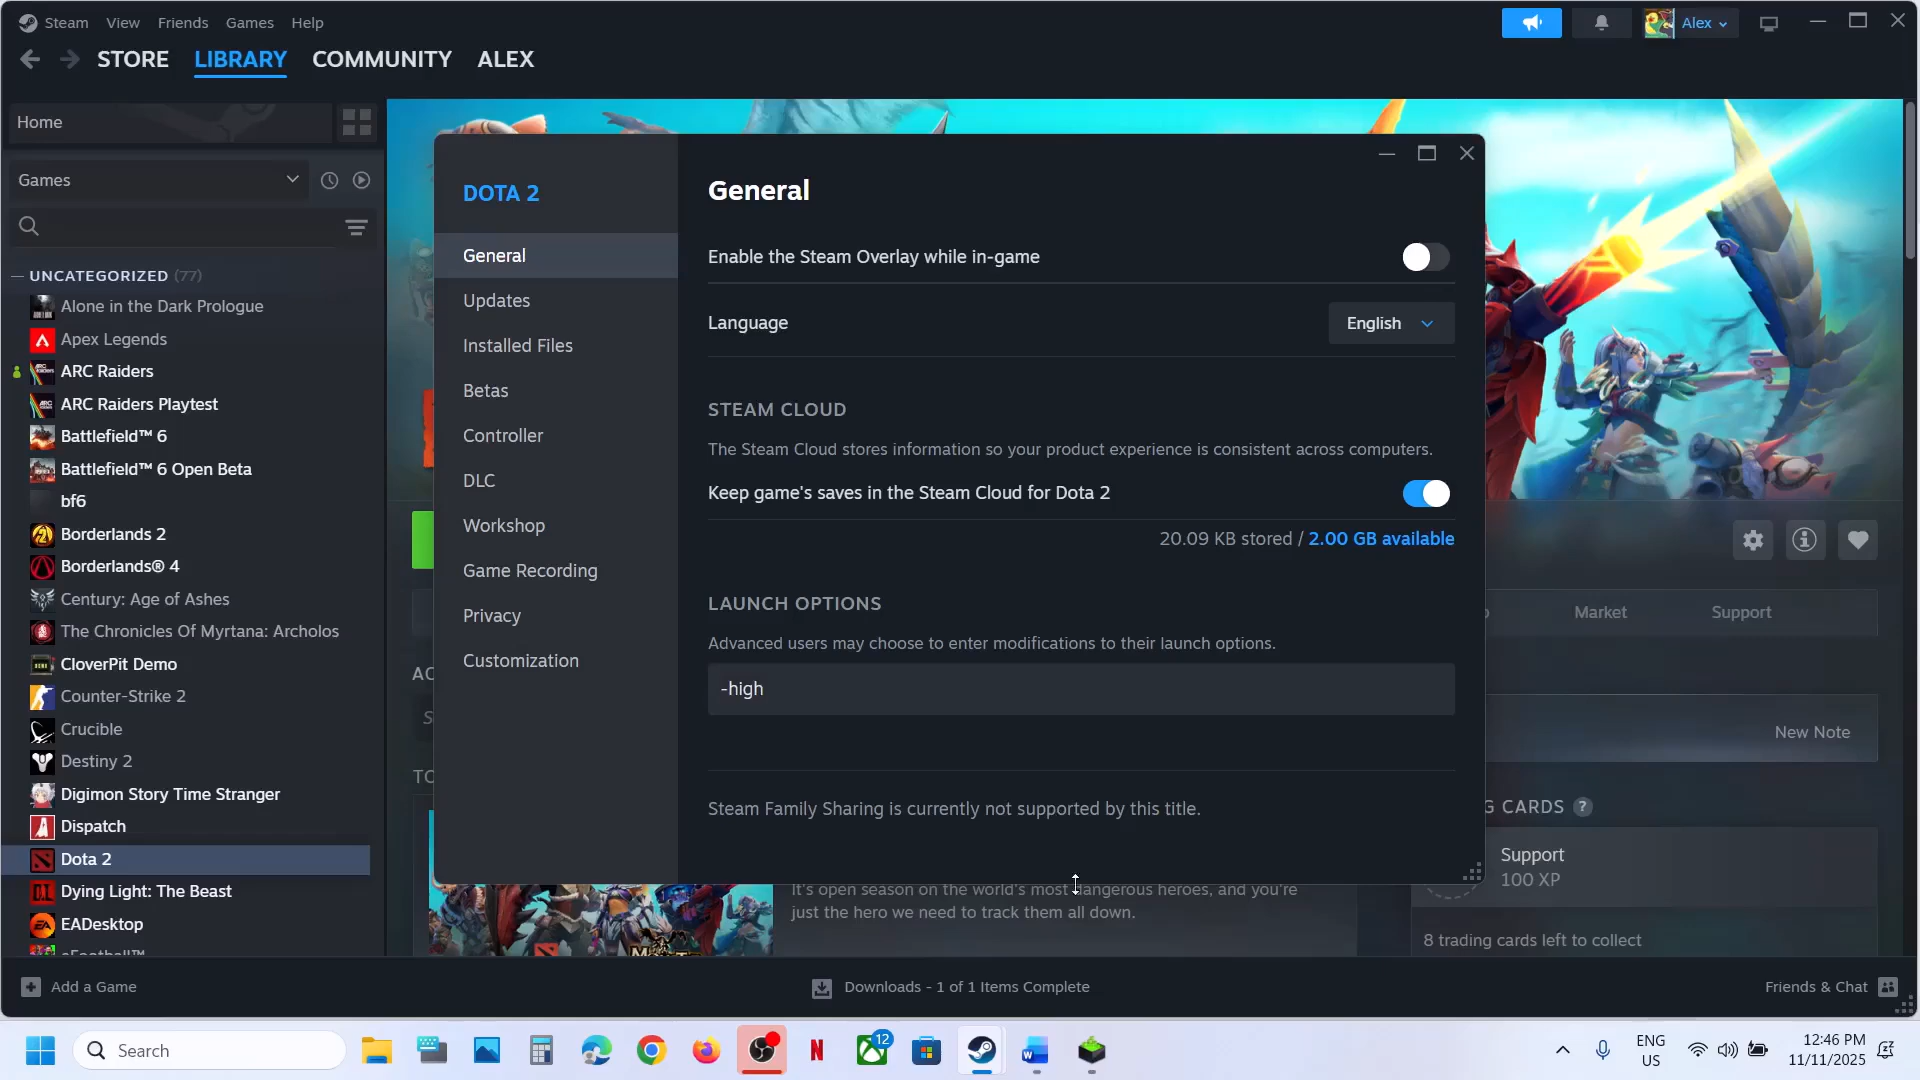 Steam View Friends Games Help
Alex
STORE LIBRARY COMMUNITY ALEX
Home
Games
UNCATEGORIZED (77)
Alone in the Dark Prologue
Apex Legends
ARC Raiders
ARC Raiders Playtest
Battlefield™ 6
Battlefield™ 6 Open Beta
bf6
Borderlands 2
Borderlands® 4
Century: Age of Ashes
The Chronicles Of Myrtana: Archolos
CloverPit Demo
Counter-Strike 2
Crucible
Destiny 2
Digimon Story Time Stranger
Dispatch
Dota 2
Dying Light: The Beast
EADesktop
eFootball™
DOTA 2
General
Updates
Installed Files
Betas
Controller
DLC
Workshop
Game Recording
Privacy
Customization
General
Enable the Steam Overlay while in-game
Language English
STEAM CLOUD
The Steam Cloud stores information so your product experience is consistent across computers.
Keep game's saves in the Steam Cloud for Dota 2
20.09 KB stored / 2.00 GB available
LAUNCH OPTIONS
Advanced users may choose to enter modifications to their launch options.
-high
Steam Family Sharing is currently not supported by this title.
Market Support
New Note
CARDS ?
Support
100 XP
8 trading cards left to collect
It's open season on the world's most dangerous heroes, and you're
just the hero we need to track them all down.
Add a Game
Downloads - 1 of 1 Items Complete
Friends & Chat
Search
12
ENG
US
12:46 PM
11/11/2025